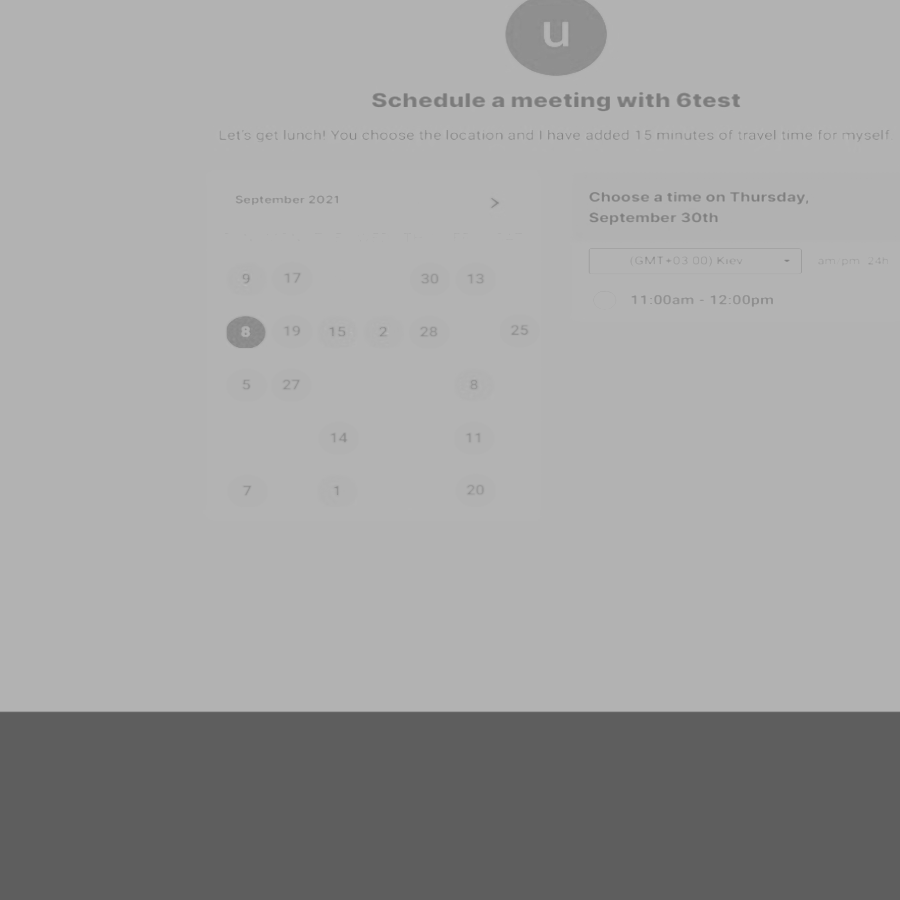 u
Schedule a meeting with 6test
Let's get lunch! You choose the location and I have added 15 minutes of travel time for myself
September 2021
9 17 30 13
8 19 15 2 28 25
5 27 8
14 11
7 1 20
Choose a time on Thursday,
September 30th
(GMT+03:00) Kiev
am/pm 24h
11:00am - 12:00pm